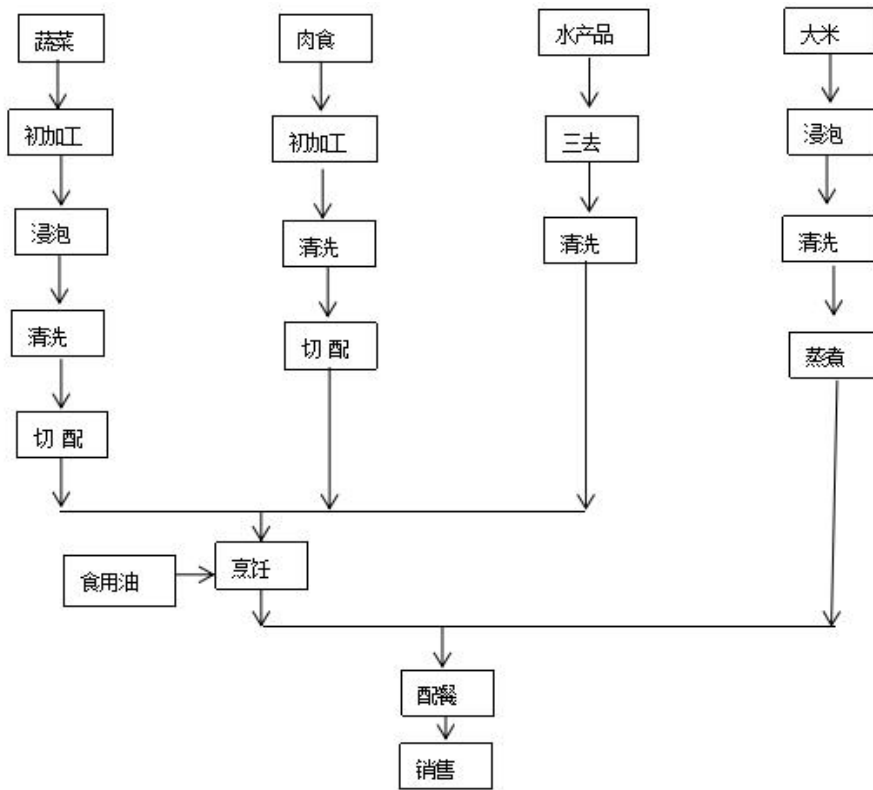 蔬菜
肉食
水产品
大米
初加工
初加工
三去
浸泡
浸泡
清洗
清洗
清洗
清洗
切 配
蒸煮
切 配
食用油
烹饪
配餐
销售